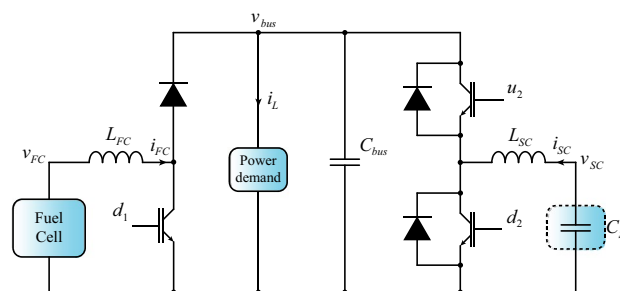 v_bus
u_2
i_L
L_FC
i_FC
v_FC
Power
demand
C_bus
L_SC
i_SC
v_SC
Fuel
Cell
d_1
d_2